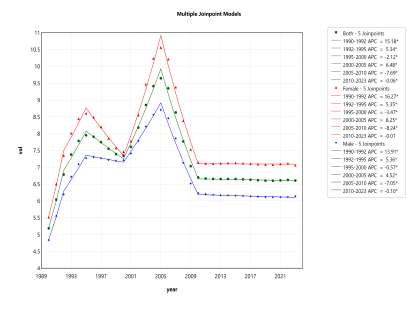 Multiple Joinpoint Models
Both - 5 Joinpoints
1990-1992 APC = 15.18*
1992-1995 APC = 5.34*
1995-2000 APC = -2.12*
2000-2005 APC = 6.48*
2005-2010 APC = -7.69*
2010-2023 APC = -0.06*
Female - 5 Joinpoints
1990-1992 APC = 16.27*
1992-1995 APC = 5.35*
1995-2000 APC = -3.47*
2000-2005 APC = 8.25*
2005-2010 APC = -8.24*
2010-2023 APC = -0.01
Male - 5 Joinpoints
1990-1992 APC = 13.91*
1992-1995 APC = 5.36*
1995-2000 APC = -0.57*
2000-2005 APC = 4.52*
2005-2010 APC = -7.05*
2010-2023 APC = -0.10*
11
10.5
10
9.5
9
8.5
8
7.5
7
6.5
6
5.5
5
4.5
4
val
1989
1993
1997
2001
2005
2009
2013
2017
2021
year